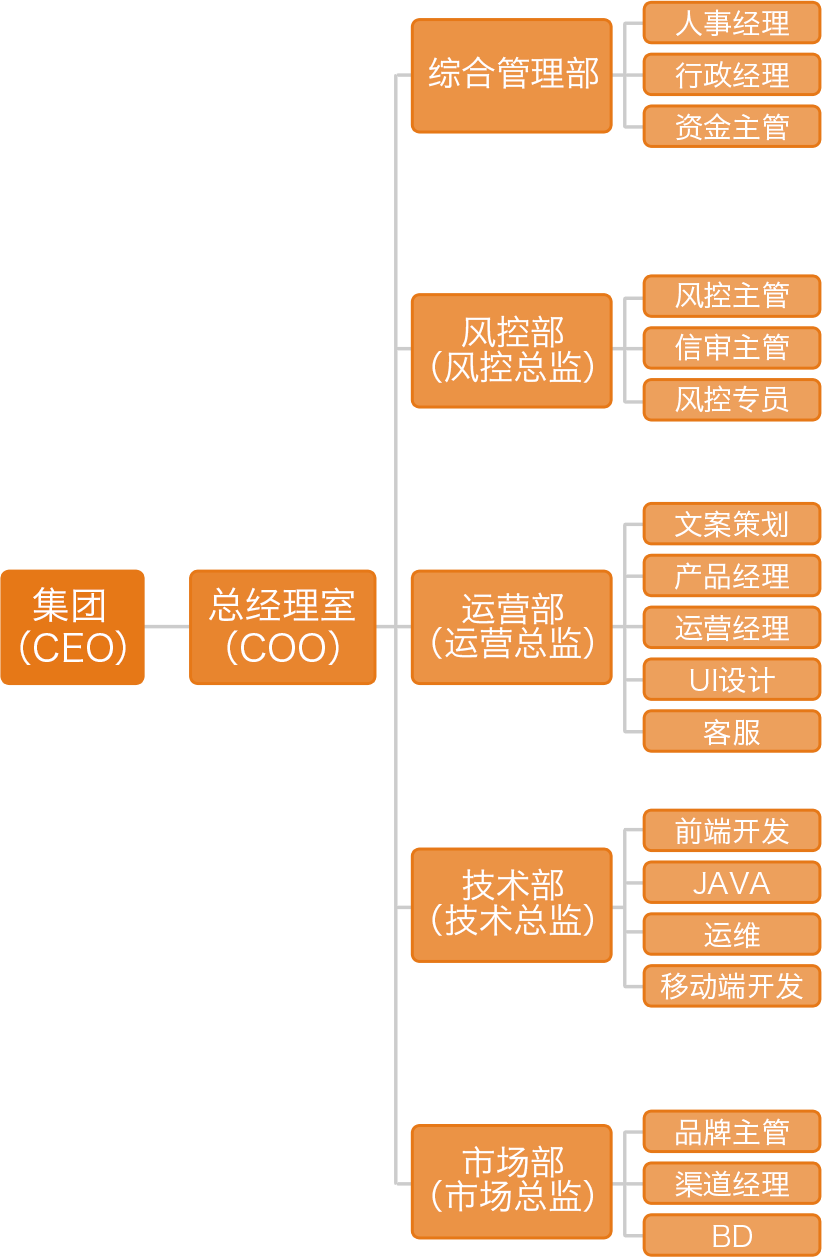 集团
（CEO）
总经理室
（COO）
综合管理部
人事经理
行政经理
资金主管
风控部
（风控总监）
风控主管
信审主管
风控专员
运营部
（运营总监）
文案策划
产品经理
运营经理
UI设计
客服
技术部
（技术总监）
前端开发
JAVA
运维
移动端开发
市场部
（市场总监）
品牌主管
渠道经理
BD